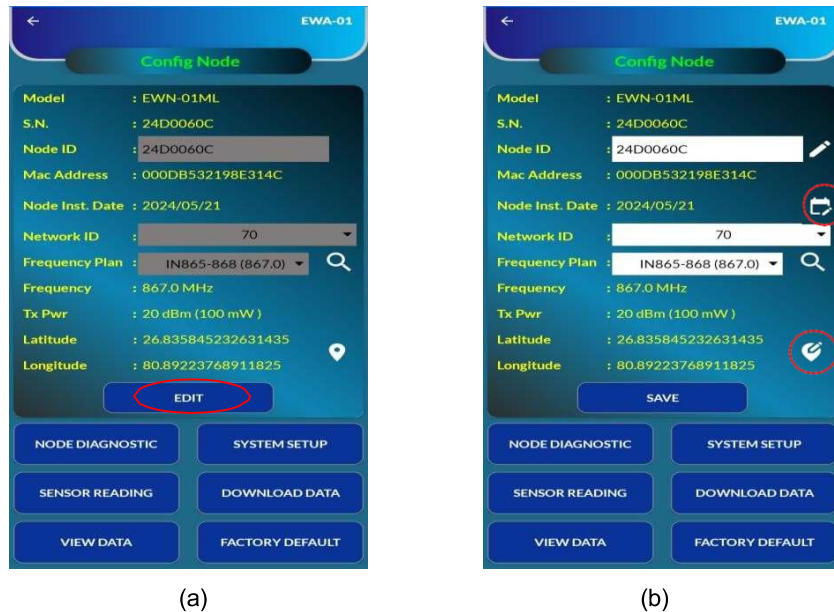 EWA-01
Config Node
Model : EWN-01ML
S.N. : 24D0060C
Node ID : 24D0060C
Mac Address : 000DB532198E314C
Node Inst. Date : 2024/05/21
Network ID : 70
Frequency Plan : IN865-868 (867.0)
Frequency : 867.0 MHz
Tx Pwr : 20 dBm (100 mW )
Latitude : 26.835845232631435
Longitude : 80.89223768911825
EDIT
NODE DIAGNOSTIC SYSTEM SETUP
SENSOR READING DOWNLOAD DATA
VIEW DATA FACTORY DEFAULT
(a)
EWA-01
Config Node
Model : EWN-01ML
S.N. : 24D0060C
Node ID : 24D0060C
Mac Address : 000DB532198E314C
Node Inst. Date : 2024/05/21
Network ID : 70
Frequency Plan : IN865-868 (867.0)
Frequency : 867.0 MHz
Tx Pwr : 20 dBm (100 mW )
Latitude : 26.835845232631435
Longitude : 80.89223768911825
SAVE
NODE DIAGNOSTIC SYSTEM SETUP
SENSOR READING DOWNLOAD DATA
VIEW DATA FACTORY DEFAULT
(b)